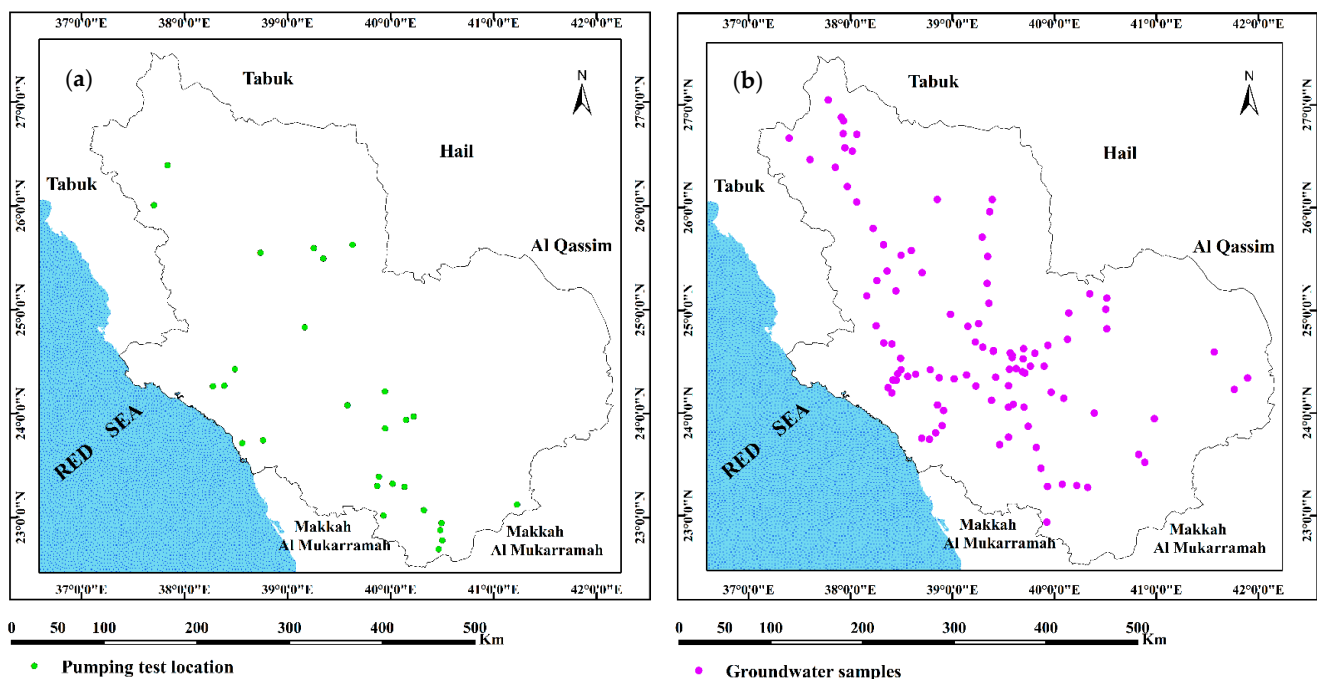 37°0'0"E 38°0'0"E 39°0'0"E 40°0'0"E 41°0'0"E 42°0'0"E
(a)
Tabuk
N
27°0'0"N
27°0'0"N
Hail
Tabuk
26°0'0"N
26°0'0"N
Al Qassim
25°0'0"N
25°0'0"N
24°0'0"N
24°0'0"N
RED SEA
23°0'0"N
23°0'0"N
Makkah
Al Mukarramah
Makkah
Al Mukarramah
37°0'0"E 38°0'0"E 39°0'0"E 40°0'0"E 41°0'0"E 42°0'0"E
0 50 100 200 300 400 500
Km
Pumping test location
37°0'0"E 38°0'0"E 39°0'0"E 40°0'0"E 41°0'0"E 42°0'0"E
(b)
Tabuk
N
27°0'0"N
27°0'0"N
Hail
Tabuk
26°0'0"N
26°0'0"N
Al Qassim
25°0'0"N
25°0'0"N
24°0'0"N
24°0'0"N
RED SEA
23°0'0"N
23°0'0"N
Makkah
Al Mukarramah
Makkah
Al Mukarramah
37°0'0"E 38°0'0"E 39°0'0"E 40°0'0"E 41°0'0"E 42°0'0"E
0 50 100 200 300 400 500
Km
Groundwater samples